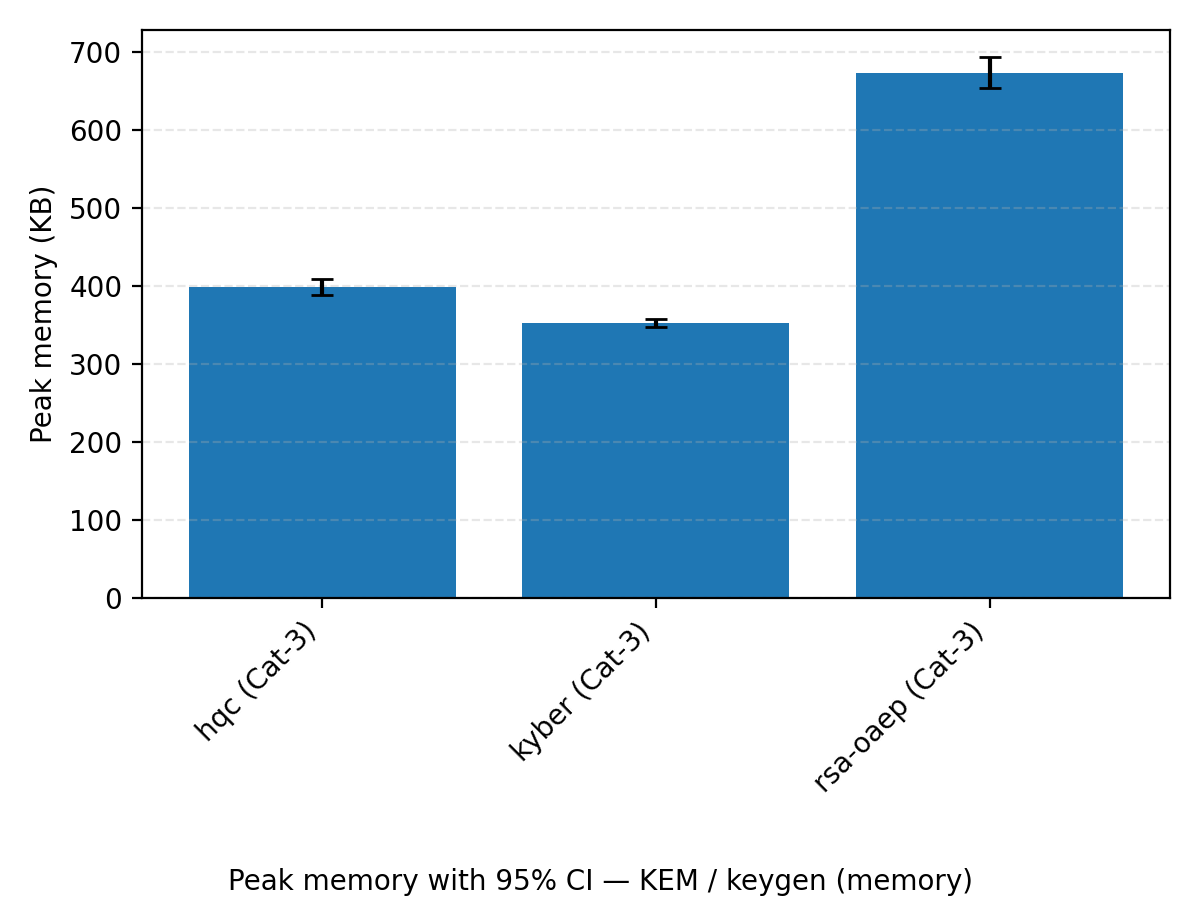 Peak memory (KB)
700
600
500
400
300
200
100
0
hqc (Cat-3)
kyber (Cat-3)
rsa-oaep (Cat-3)
Peak memory with 95% CI — KEM / keygen (memory)